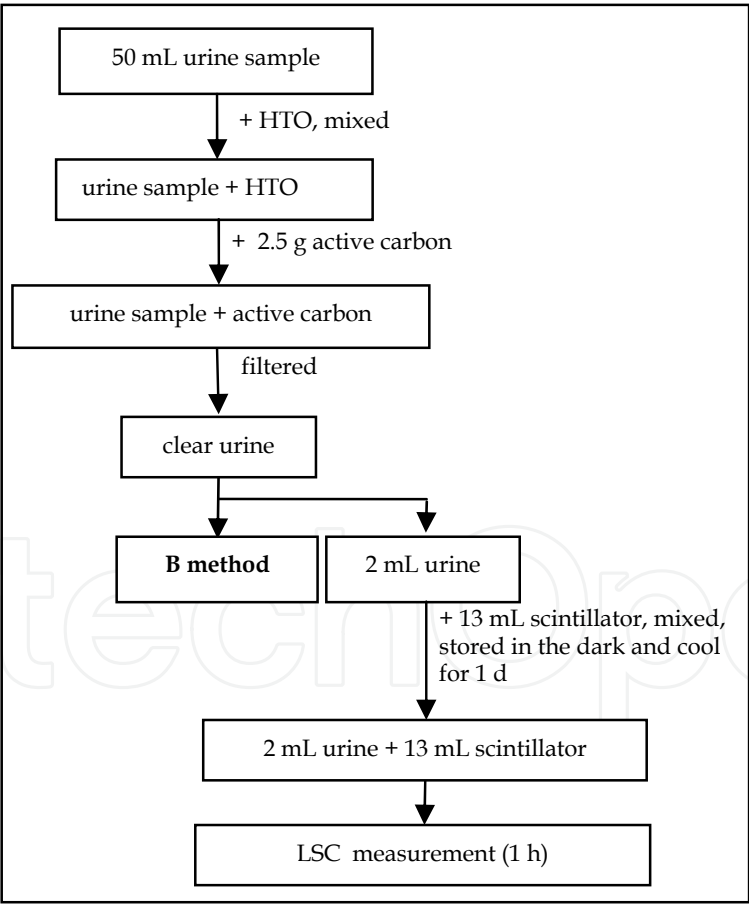 50 mL urine sample
+ HTO, mixed
urine sample + HTO
+ 2.5 g active carbon
urine sample + active carbon
filtered
clear urine
B method
2 mL urine
+ 13 mL scintillator, mixed,
stored in the dark and cool
for 1 d
2 mL urine + 13 mL scintillator
LSC measurement (1 h)